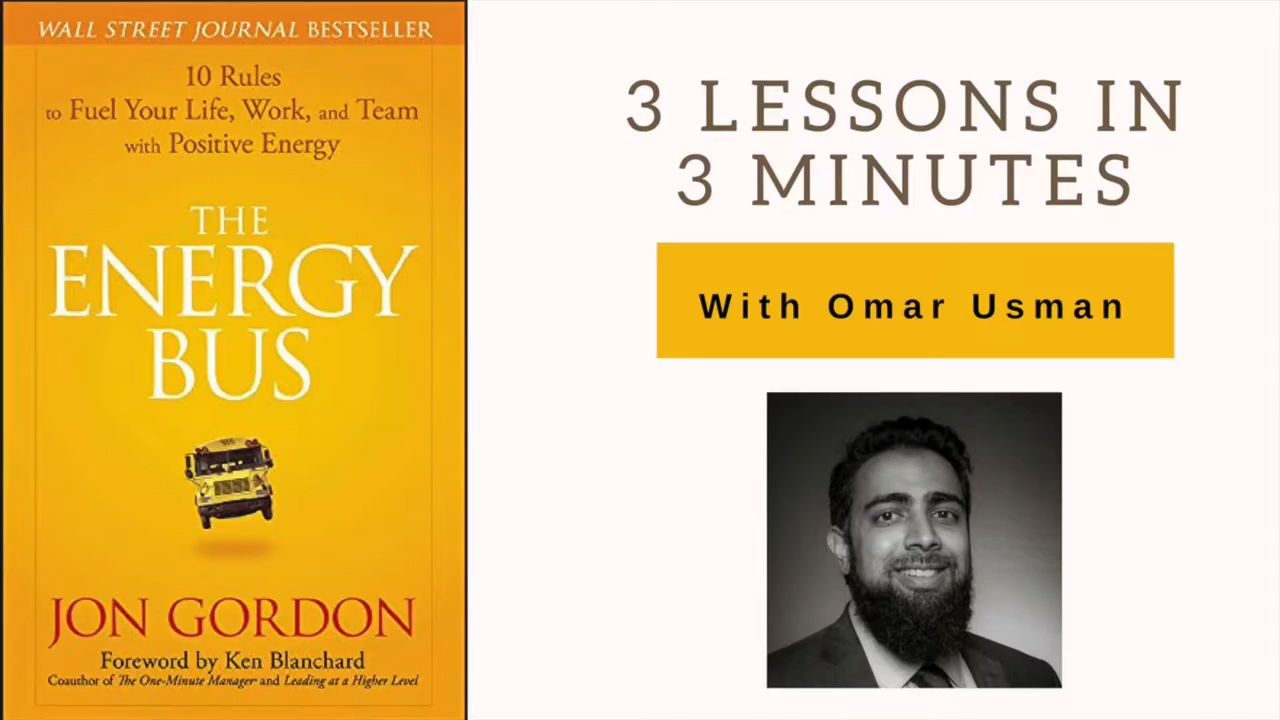 WALL STREET JOURNAL BESTSELLER
10 Rules
to Fuel Your Life, Work, and Team
with Positive Energy
THE
ENERGY
BUS
JON GORDON
Foreword by Ken Blanchard
Coauthor of The One-Minute Manager and Leading at a Higher Level
3 LESSONS IN
3 MINUTES
With Omar Usman